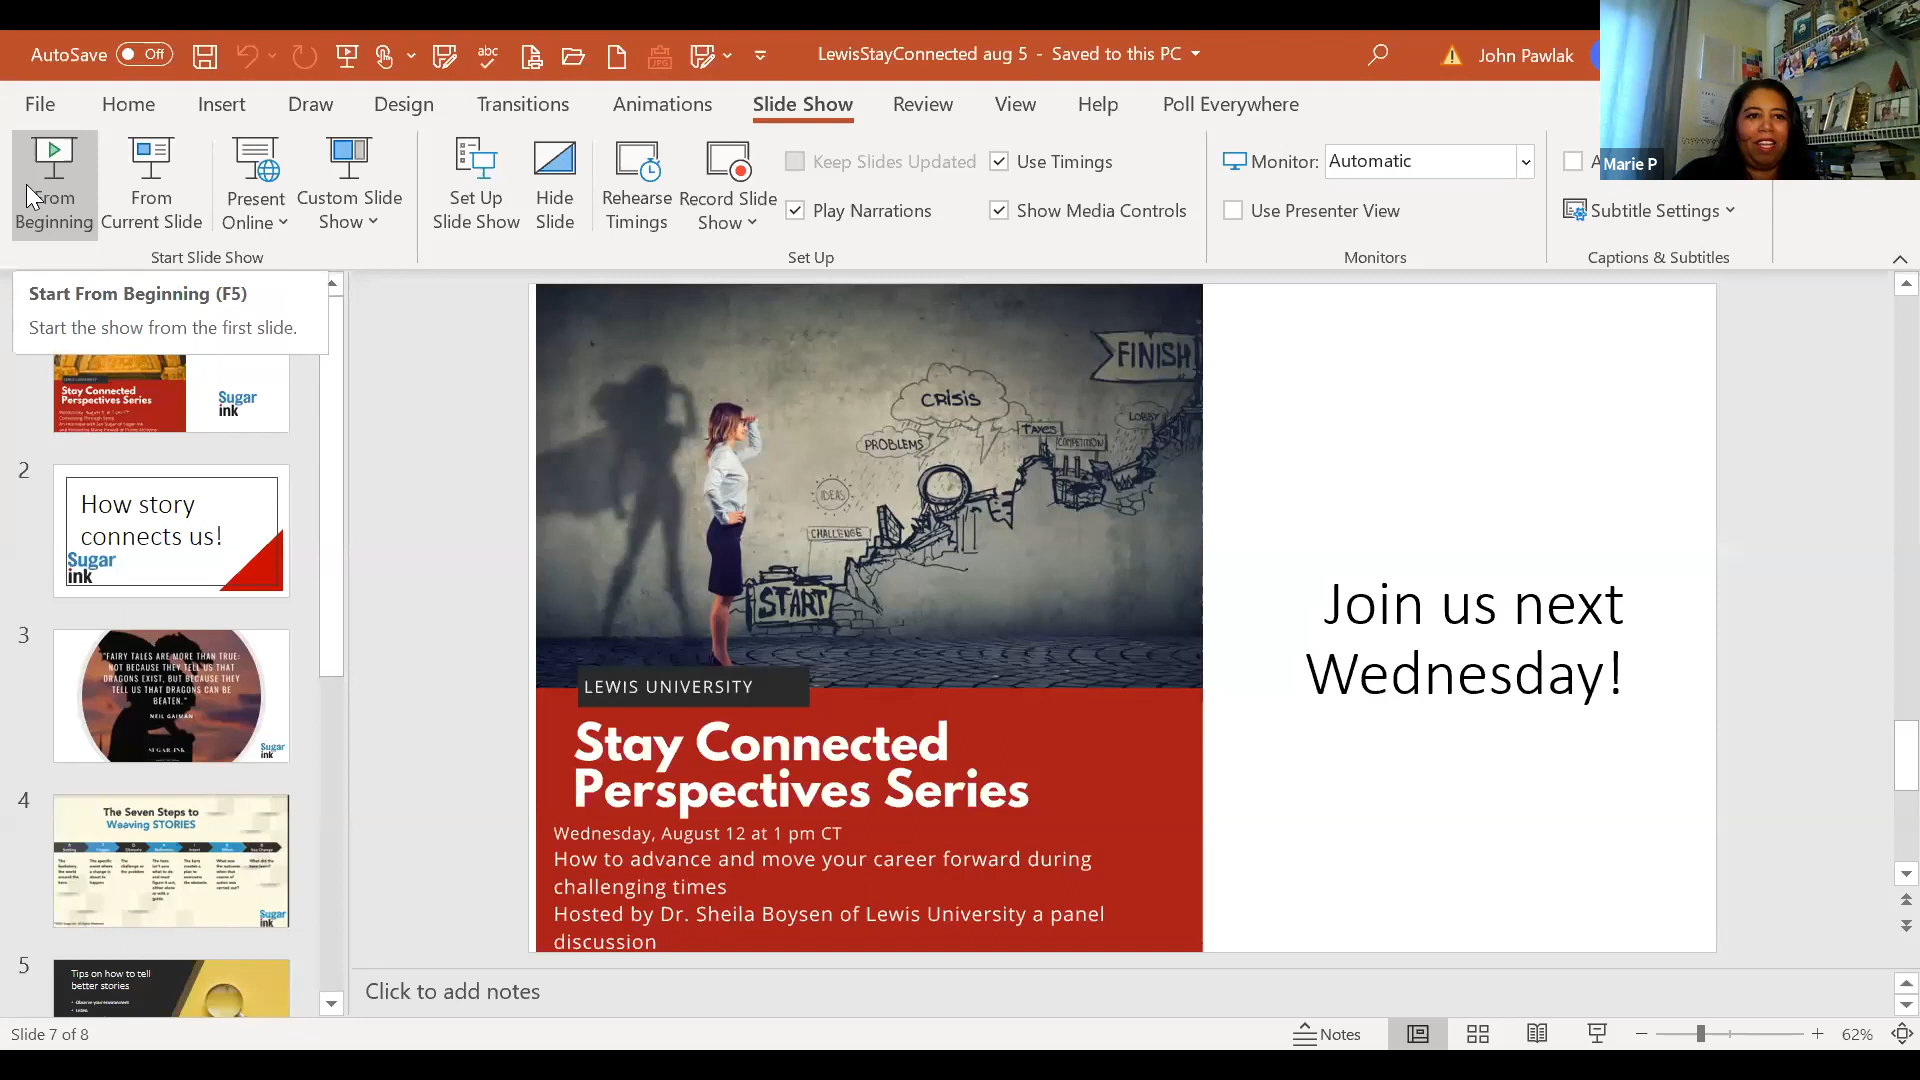 AutoSave Off
LewisStayConnected aug 5 - Saved to this PC
John Pawlak
File Home Insert Draw Design Transitions Animations Slide Show Review View Help Poll Everywhere
Marie P
From Beginning
From Current Slide
Present Online
Custom Slide Show
Start Slide Show
Set Up Slide Show
Hide Slide
Rehearse Timings
Record Slide Show
Keep Slides Updated
Play Narrations
Use Timings
Show Media Controls
Set Up
Monitor: Automatic
Use Presenter View
Monitors
Subtitle Settings
Captions & Subtitles
Start From Beginning (F5)
Start the show from the first slide.
Stay Connected
Perspectives Series
Sugar
ink
2
How story
connects us!
Sugar
ink
3
"FAIRY TALES ARE MORE THAN TRUE:
NOT BECAUSE THEY TELL US THAT
DRAGONS EXIST, BUT BECAUSE THEY
TELL US THAT DRAGONS CAN BE
BEATEN."
NEIL GAIMAN
SUGAR INK
Sugar
ink
4
The Seven Steps to
Weaving STORIES
Sugar
ink
5
Tips on how to tell
better stories
FINISH
CRISIS
LOBBY
TAXES
PROBLEMS
COMPETITION
IDEAS
CHALLENGE
START
LEWIS UNIVERSITY
Stay Connected
Perspectives Series
Wednesday, August 12 at 1 pm CT
How to advance and move your career forward during
challenging times
Hosted by Dr. Sheila Boysen of Lewis University a panel
discussion
Join us next
Wednesday!
Click to add notes
Slide 7 of 8
Notes
62%